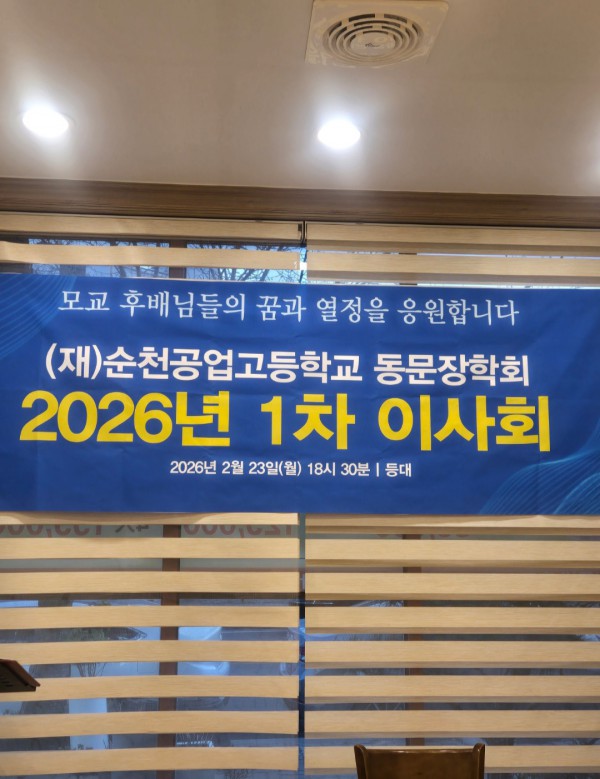 모교 후배님들의 꿈과 열정을 응원합니다
(재)순천공업고등학교 동문장학회
2026년 1차 이사회
2026년 2월 23일(월) 18시 30분 | 등대